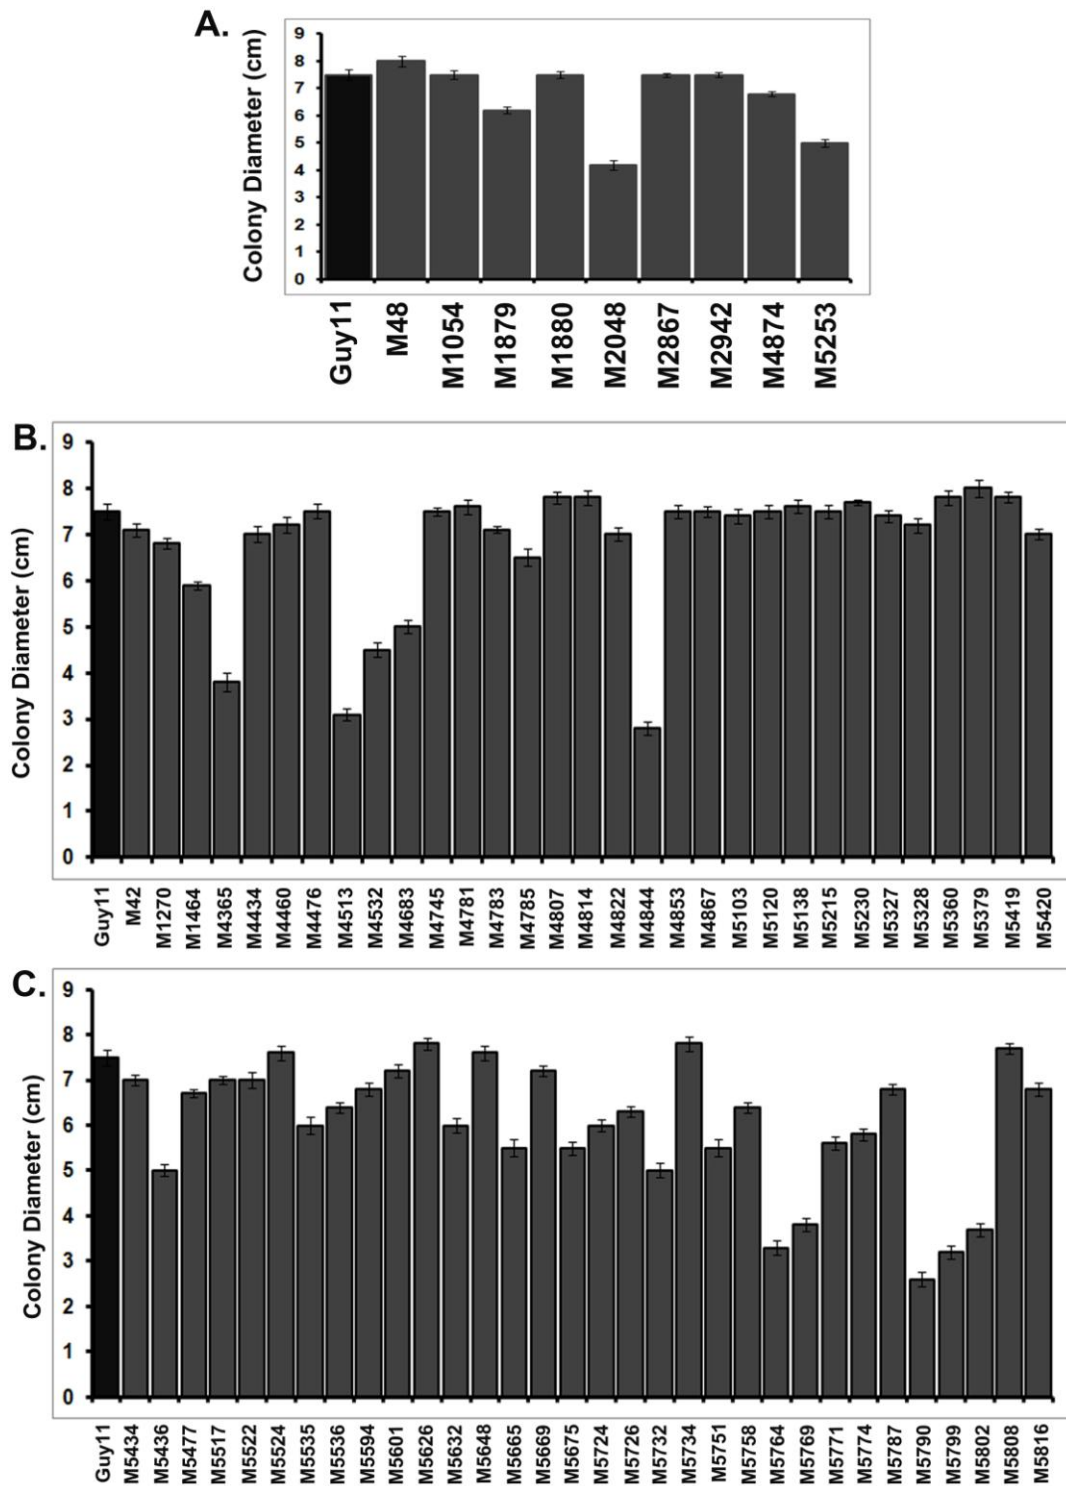 A.
Colony Diameter (cm)
9
8
7
6
5
4
3
2
1
0
Guy11
M48
M1054
M1879
M1880
M2048
M2867
M2942
M4874
M5253
B.
Colony Diameter (cm)
9
8
7
6
5
4
3
2
1
0
Guy11
M42
M1270
M1464
M4365
M4434
M4460
M4476
M4513
M4532
M4683
M4745
M4781
M4783
M4785
M4807
M4814
M4822
M4844
M4853
M4867
M5103
M5120
M5138
M5215
M5230
M5327
M5328
M5360
M5379
M5419
M5420
C.
Colony Diameter (cm)
9
8
7
6
5
4
3
2
1
0
Guy11
M5434
M5436
M5477
M5517
M5522
M5524
M5535
M5536
M5594
M5601
M5626
M5632
M5648
M5665
M5669
M5675
M5724
M5726
M5732
M5734
M5751
M5758
M5764
M5769
M5771
M5774
M5787
M5790
M5799
M5802
M5808
M5816